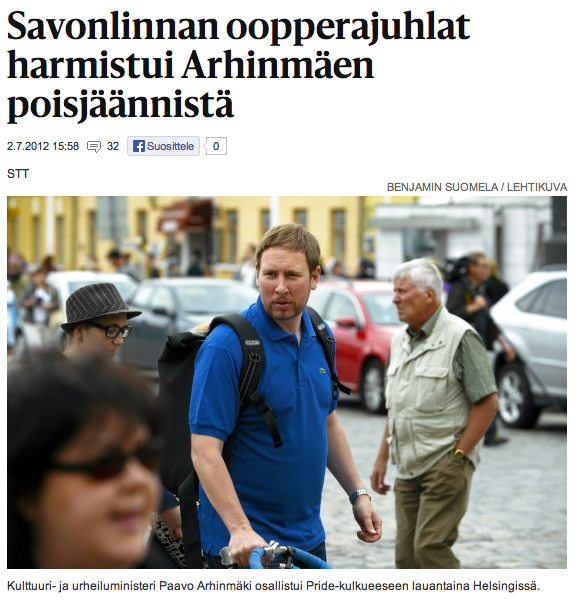 Savonlinnan oopperajuhlat
harmistui Arhinmäen
poisjäännistä
2.7.2012 15:58 32 Suosittele 0
STT
BENJAMIN SUOMELA / LEHTIKUVA
Kulttuuri- ja urheiluministeri Paavo Arhinmäki osallistui Pride-kulkueeseen lauantaina Helsingissä.